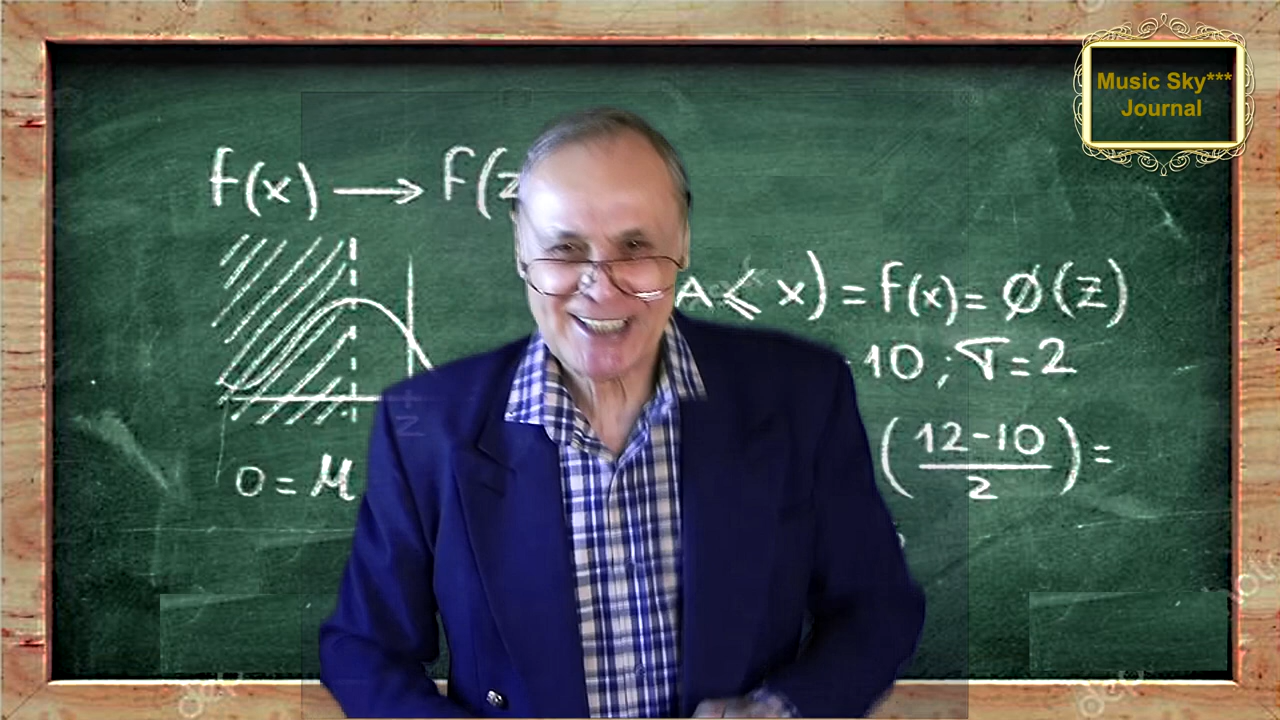 Music Sky***
Journal
f(x) → F(z
A ⩽ x) = F(x) = Ø(z)
10 ; σ = 2
(12-10 / 2) =
z
0 = M